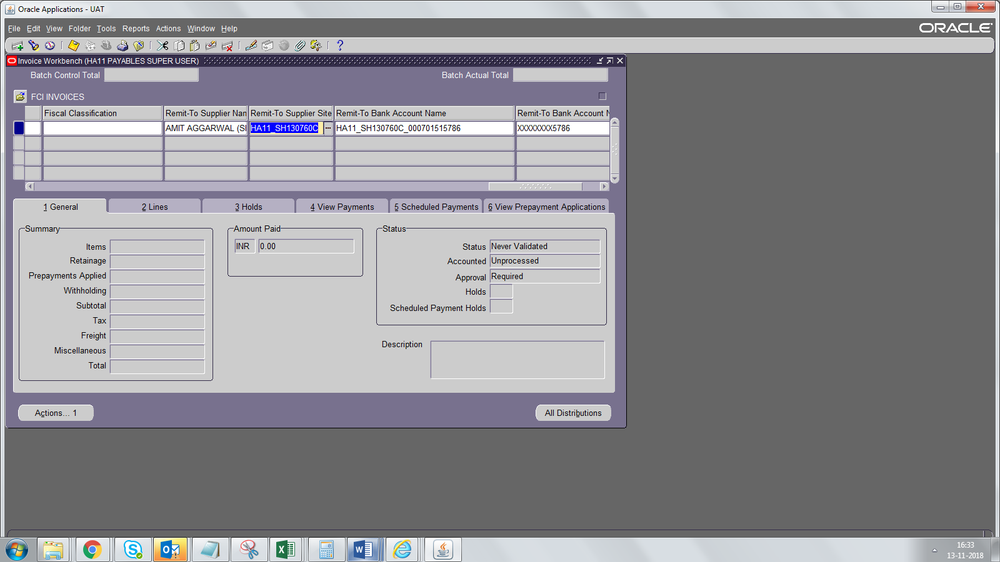 Oracle Applications - UAT
File Edit View Folder Tools Reports Actions Window Help
ORACLE
Invoice Workbench (HA11 PAYABLES SUPER USER)
Batch Control Total
Batch Actual Total
FCI INVOICES
Fiscal Classification Remit-To Supplier Nan Remit-To Supplier Site Remit-To Bank Account Name Remit-To Bank Account N
AMIT AGGARWAL (SI HA11_SH130760C ... HA11_SH130760C_000701515786 XXXXXXXX5786
1 General 2 Lines 3 Holds 4 View Payments 5 Scheduled Payments 6 View Prepayment Applications
Summary
Items
Retainage
Prepayments Applied
Withholding
Subtotal
Tax
Freight
Miscellaneous
Total
Amount Paid
INR 0.00
Status
Status Never Validated
Accounted Unprocessed
Approval Required
Holds
Scheduled Payment Holds
Description
Actions... 1
All Distributions
16:33
13-11-2018